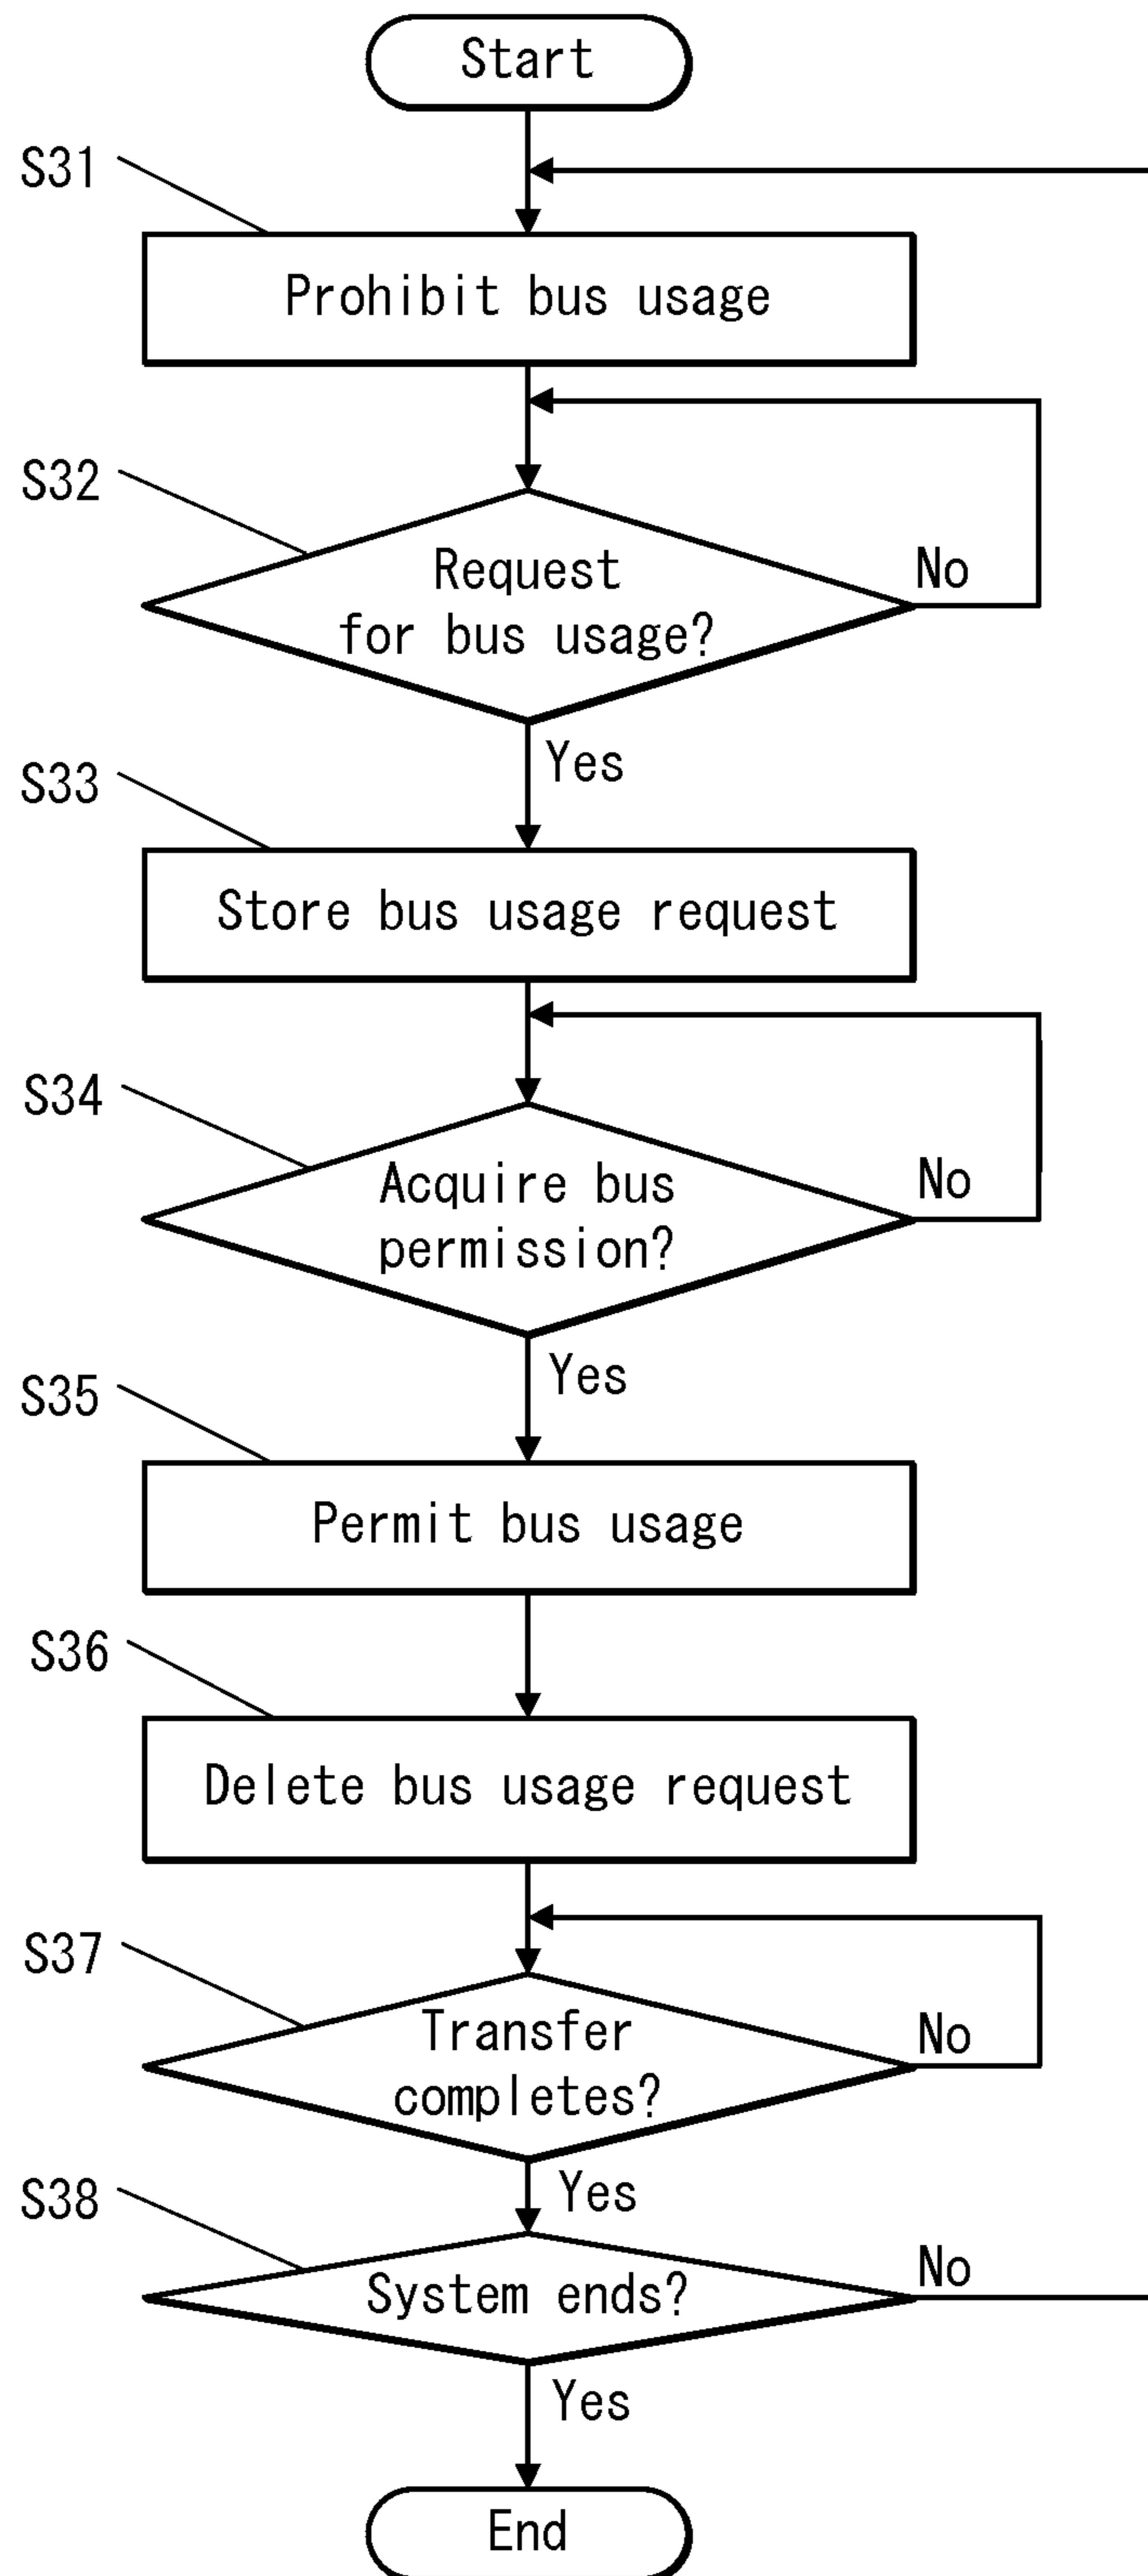 Start
S31
Prohibit bus usage
S32
Request
for bus usage?
No
Yes
S33
Store bus usage request
S34
Acquire bus
permission?
No
Yes
S35
Permit bus usage
S36
Delete bus usage request
S37
Transfer
completes?
No
Yes
S38
System ends?
No
Yes
End